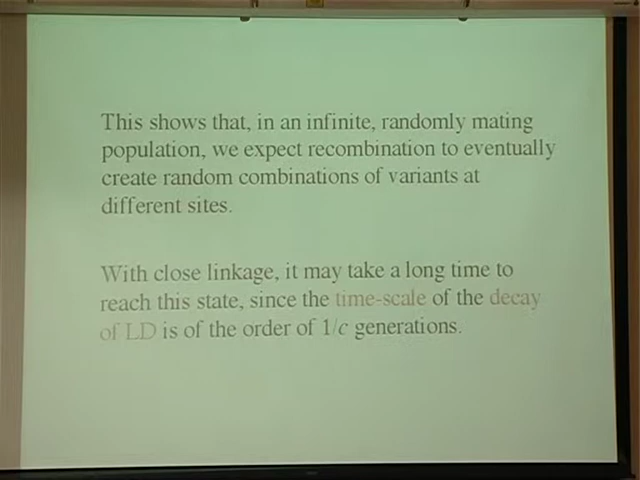 This shows that, in an infinite, randomly mating
population, we expect recombination to eventually
create random combinations of variants at
different sites.
With close linkage, it may take a long time to
reach this state, since the time-scale of the decay
of LD is of the order of 1/c generations.